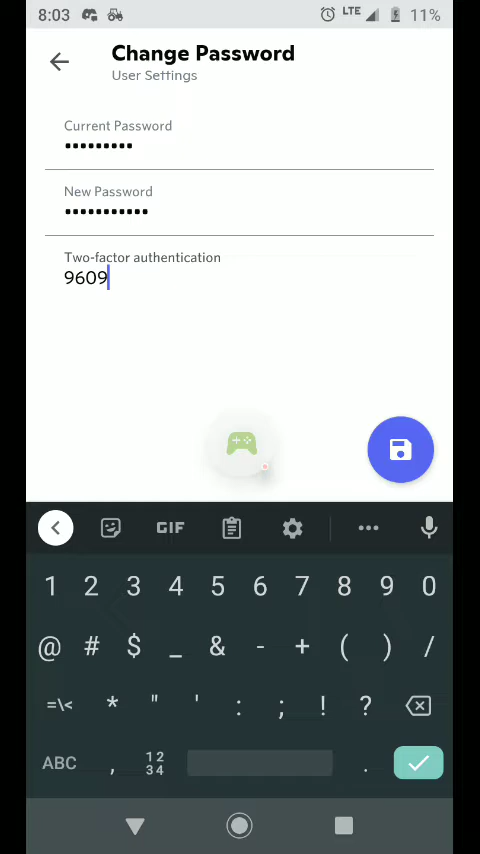 8:03 LTE 11%
Change Password
User Settings
Current Password
•••••••••
New Password
•••••••••••
Two-factor authentication
9609
GIF
1 2 3 4 5 6 7 8 9 0
@ # $ _ & - + ( ) /
=\< * " ' : ; ! ?
ABC , 12 34 .